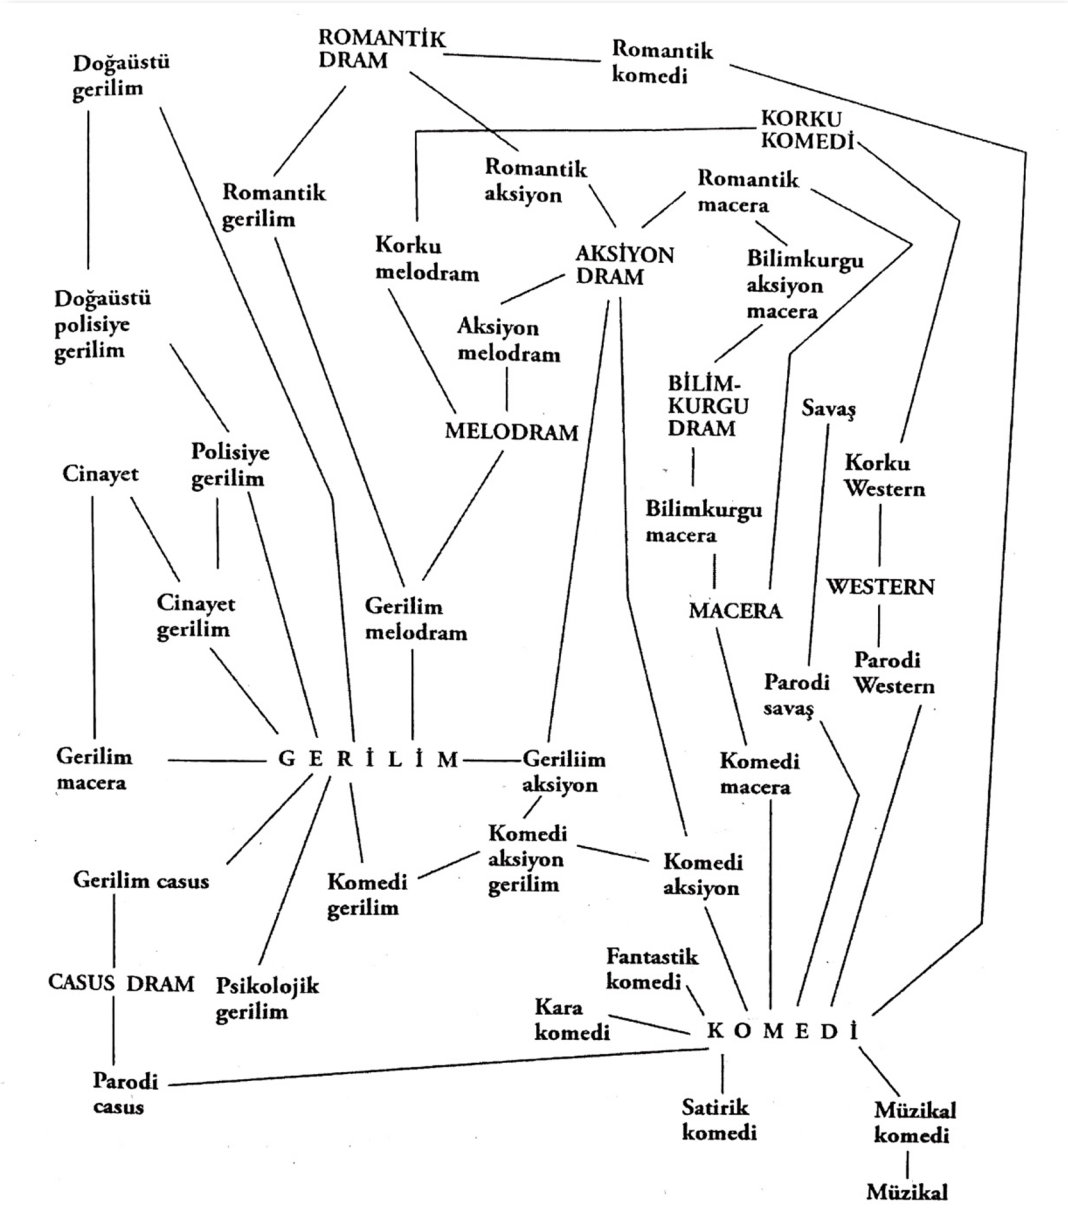 ROMANTİK
DRAM
Romantik
komedi
Doğaüstü
gerilim
KORKU
KOMEDİ
Romantik
aksiyon
Romantik
macera
Romantik
gerilim
Korku
melodram
AKSİYON
DRAM
Bilimkurgu
aksiyon
macera
Doğaüstü
polisiye
gerilim
Aksiyon
melodram
BİLİM-
KURGU
DRAM
Savaş
MELODRAM
Cinayet
Polisiye
gerilim
Korku
Western
Bilimkurgu
macera
Cinayet
gerilim
Gerilim
melodram
MACERA
WESTERN
Parodi
savaş
Parodi
Western
Gerilim
macera
G E R İ L İ M
Geriliim
aksiyon
Komedi
macera
Komedi
aksiyon
gerilim
Gerilim casus
Komedi
gerilim
Komedi
aksiyon
CASUS DRAM
Psikolojik
gerilim
Fantastik
komedi
Kara
komedi
K O M E D İ
Parodi
casus
Satirik
komedi
Müzikal
komedi
Müzikal